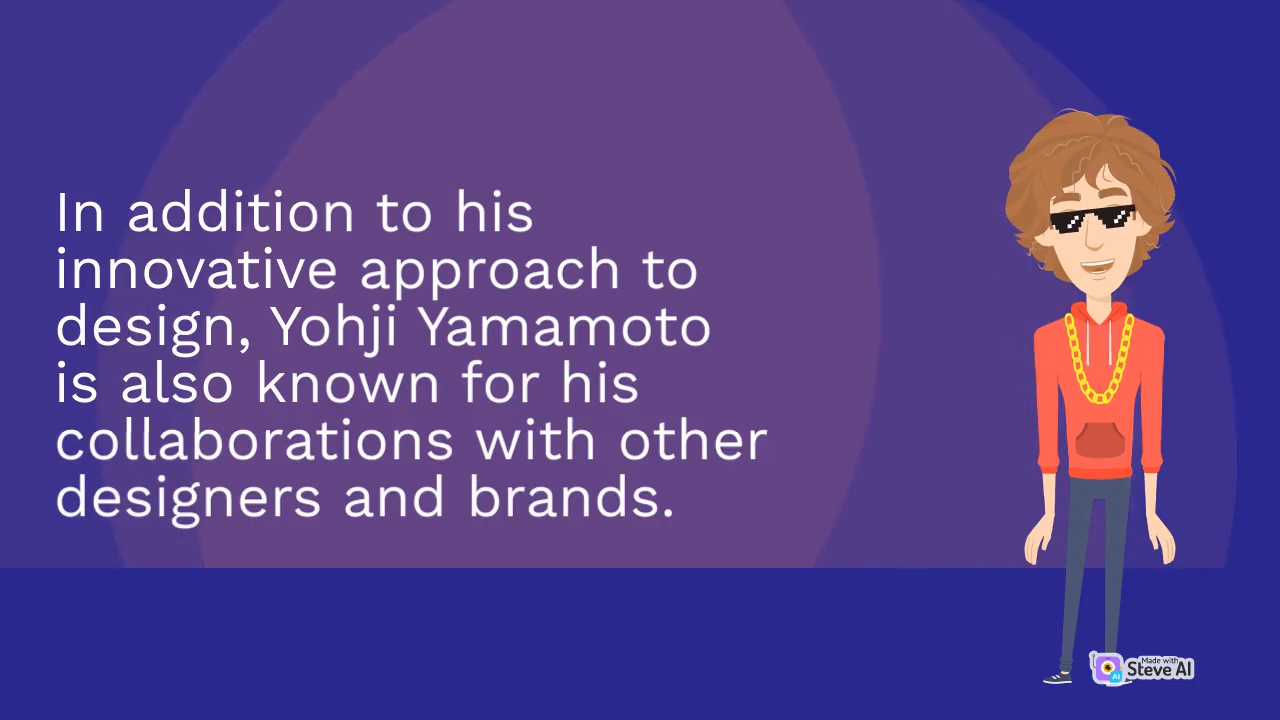 In addition to his
innovative approach to
design, Yohji Yamamoto
is also known for his
collaborations with other
designers and brands.
Made with
Steve AI
AI